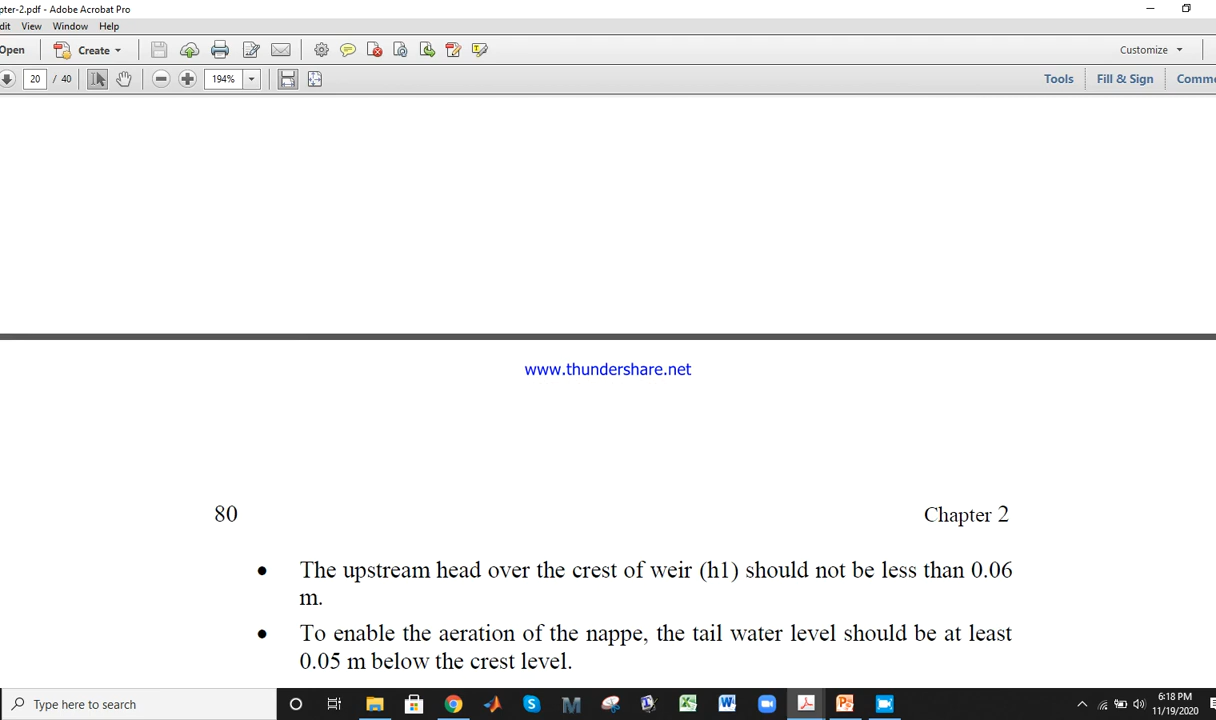 pter-2.pdf - Adobe Acrobat Pro
dit View Window Help
Open Create Customize
20 / 40 194% Tools Fill & Sign Comme
www.thundershare.net
80 Chapter 2
• The upstream head over the crest of weir (h1) should not be less than 0.06
m.
• To enable the aeration of the nappe, the tail water level should be at least
0.05 m below the crest level.
Type here to search
6:18 PM
11/19/2020